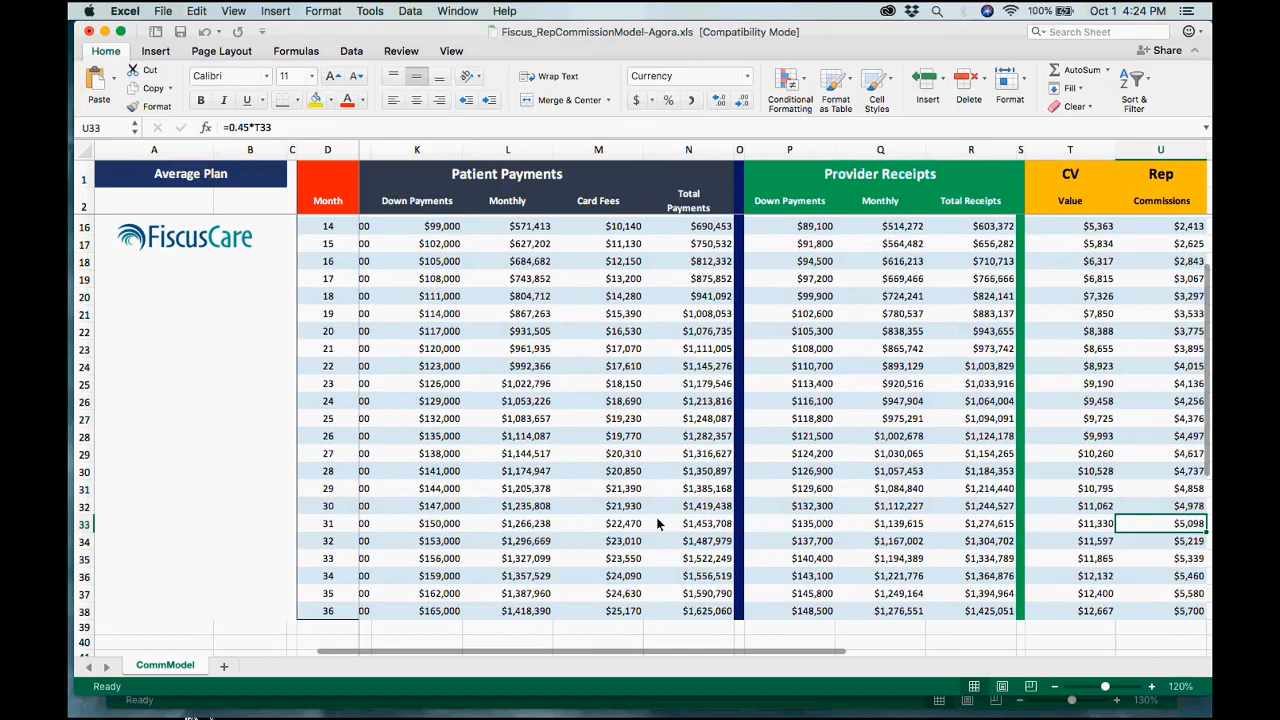 Excel File Edit View Insert Format Tools Data Window Help 100% Oct 1 4:24 PM
Fiscus_RepCommissionModel-Agora.xls [Compatibility Mode] Search Sheet
Home Insert Page Layout Formulas Data Review View Share
Paste Cut Copy Format Calibri 11 A A Wrap Text Currency Conditional Formatting Format as Table Cell Styles Insert Delete Format AutoSum Fill Clear Sort & Filter
B I U A Merge & Center $ %
U33 fx =0.45*T33
A B C D K L M N O P Q R S T U
1 Average Plan Patient Payments Provider Receipts CV Rep
2 Month Down Payments Monthly Card Fees Total Payments Down Payments Monthly Total Receipts Value Commissions
FiscusCare
16 14 00 $99,000 $571,413 $10,140 $690,453 $89,100 $514,272 $603,372 $5,363 $2,413
17 15 00 $102,000 $627,202 $11,130 $750,532 $91,800 $564,482 $656,282 $5,834 $2,625
18 16 00 $105,000 $684,682 $12,150 $812,332 $94,500 $616,213 $710,713 $6,317 $2,843
19 17 00 $108,000 $743,852 $13,200 $875,852 $97,200 $669,466 $766,666 $6,815 $3,067
20 18 00 $111,000 $804,712 $14,280 $941,092 $99,900 $724,241 $824,141 $7,326 $3,297
21 19 00 $114,000 $867,263 $15,390 $1,008,053 $102,600 $780,537 $883,137 $7,850 $3,533
22 20 00 $117,000 $931,505 $16,530 $1,076,735 $105,300 $838,355 $943,655 $8,388 $3,775
23 21 00 $120,000 $961,935 $17,070 $1,111,005 $108,000 $865,742 $973,742 $8,655 $3,895
24 22 00 $123,000 $992,366 $17,610 $1,145,276 $110,700 $893,129 $1,003,829 $8,923 $4,015
25 23 00 $126,000 $1,022,796 $18,150 $1,179,546 $113,400 $920,516 $1,033,916 $9,190 $4,136
26 24 00 $129,000 $1,053,226 $18,690 $1,213,816 $116,100 $947,904 $1,064,004 $9,458 $4,256
27 25 00 $132,000 $1,083,657 $19,230 $1,248,087 $118,800 $975,291 $1,094,091 $9,725 $4,376
28 26 00 $135,000 $1,114,087 $19,770 $1,282,357 $121,500 $1,002,678 $1,124,178 $9,993 $4,497
29 27 00 $138,000 $1,144,517 $20,310 $1,316,627 $124,200 $1,030,065 $1,154,265 $10,260 $4,617
30 28 00 $141,000 $1,174,947 $20,850 $1,350,897 $126,900 $1,057,453 $1,184,353 $10,528 $4,737
31 29 00 $144,000 $1,205,378 $21,390 $1,385,168 $129,600 $1,084,840 $1,214,440 $10,795 $4,858
32 30 00 $147,000 $1,235,808 $21,930 $1,419,438 $132,300 $1,112,227 $1,244,527 $11,062 $4,978
33 31 00 $150,000 $1,266,238 $22,470 $1,453,708 $135,000 $1,139,615 $1,274,615 $11,330 $5,098
34 32 00 $153,000 $1,296,669 $23,010 $1,487,979 $137,700 $1,167,002 $1,304,702 $11,597 $5,219
35 33 00 $156,000 $1,327,099 $23,550 $1,522,249 $140,400 $1,194,389 $1,334,789 $11,865 $5,339
36 34 00 $159,000 $1,357,529 $24,090 $1,556,519 $143,100 $1,221,776 $1,364,876 $12,132 $5,460
37 35 00 $162,000 $1,387,960 $24,630 $1,590,790 $145,800 $1,249,164 $1,394,964 $12,400 $5,580
38 36 00 $165,000 $1,418,390 $25,170 $1,625,060 $148,500 $1,276,551 $1,425,051 $12,667 $5,700
39
40
CommModel
Ready 120%
Ready 130%